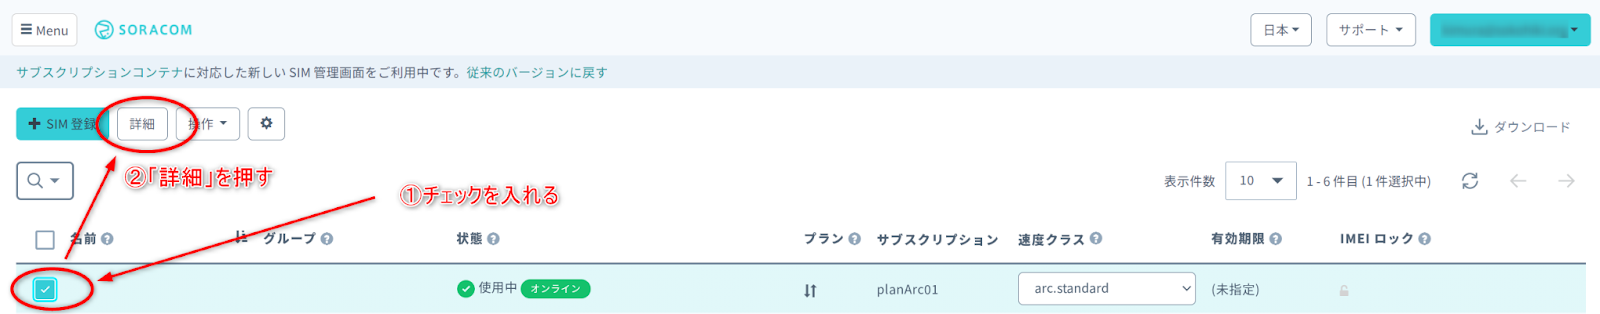 Menu SORACOM 日本 サポート
サブスクリプションコンテナに対応した新しい SIM 管理画面をご利用中です。従来のバージョンに戻す
SIM 登録 詳細 操作
ダウンロード
②「詳細」を押す
①チェックを入れる
表示件数 10 1 - 6 件目 (1 件選択中)
名前 グループ 状態 プラン サブスクリプション 速度クラス 有効期限 IMEI ロック
使用中 オンライン planArc01 arc.standard (未指定)